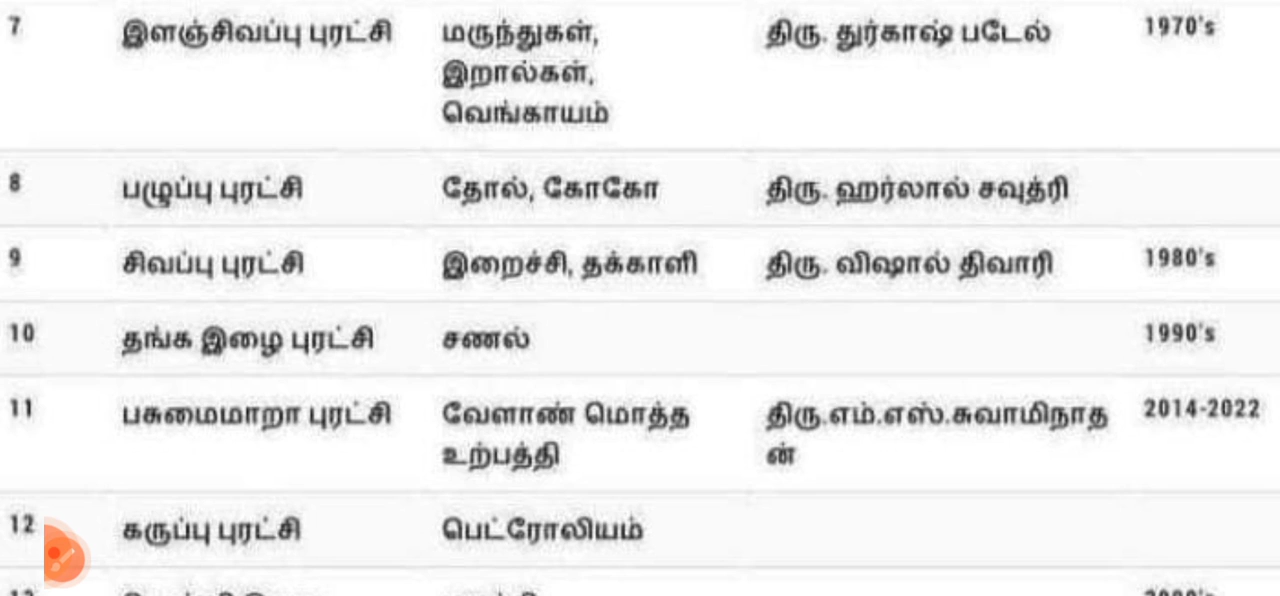 7 இளஞ்சிவப்பு புரட்சி மருந்துகள், திரு. துர்காஷ் படேல் 1970's
இறால்கள்,
வெங்காயம்
8 பழுப்பு புரட்சி தோல், கோகோ திரு. ஹர்லால் சவுத்ரி
9 சிவப்பு புரட்சி இறைச்சி, தக்காளி திரு. விஷால் திவாரி 1980's
10 தங்க இழை புரட்சி சணல் 1990's
11 பசுமைமாறா புரட்சி வேளாண் மொத்த திரு.எம்.எஸ்.சுவாமிநாத 2014-2022
உற்பத்தி ன்
12 கருப்பு புரட்சி பெட்ரோலியம்